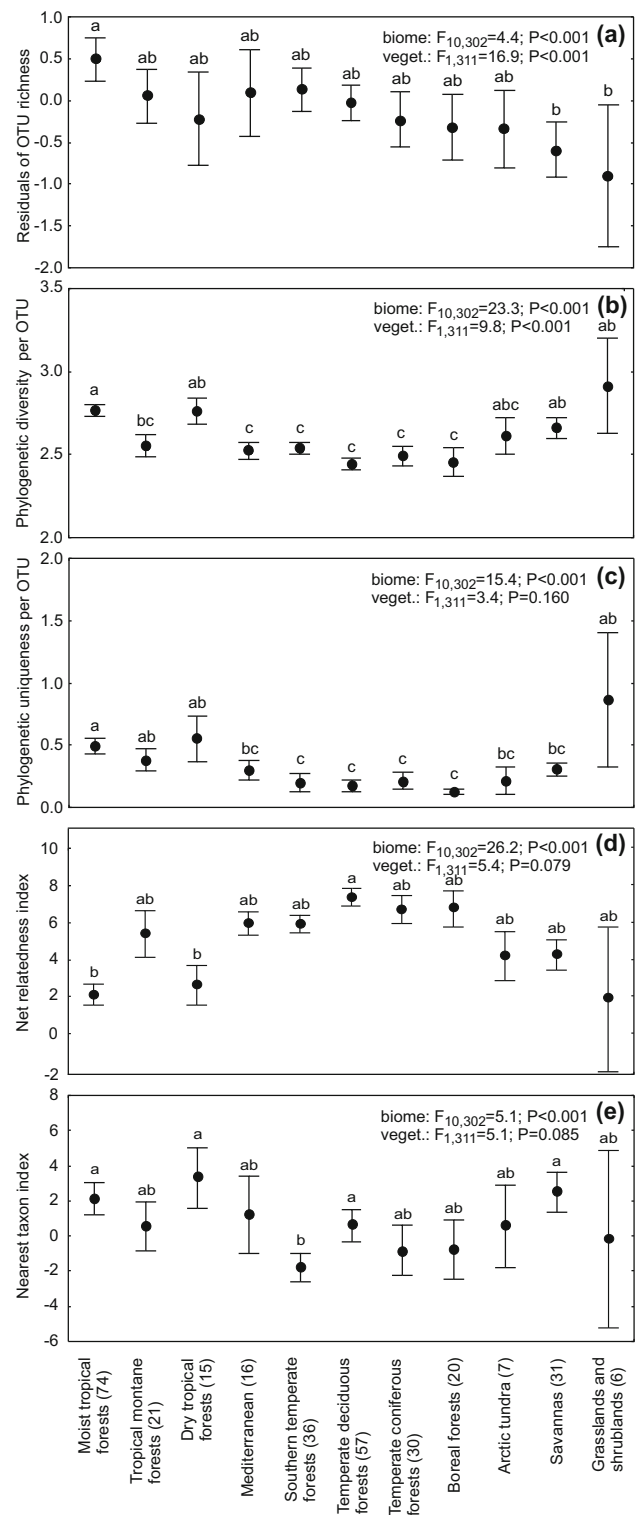 biome: F10,302=4.4; P<0.001 (a)
veget.: F1,311=16.9; P<0.001
Residuals of OTU richness
1.0
0.5
0.0
-0.5
-1.0
-1.5
-2.0
a ab ab ab ab ab ab ab ab b b
biome: F10,302=23.3; P<0.001 (b)
veget.: F1,311=9.8; P<0.001
Phylogenetic diversity per OTU
3.0
2.5
2.0
a bc ab c c c c c abc ab ab
biome: F10,302=15.4; P<0.001 (c)
veget.: F1,311=3.4; P=0.160
Phylogenetic uniqueness per OTU
2.0
1.5
1.0
0.5
0.0
a ab ab bc c c c c bc bc ab
biome: F10,302=26.2; P<0.001 (d)
veget.: F1,311=5.4; P=0.079
Net relatedness index
10
8
6
4
2
0
-2
b ab b ab ab a ab ab ab ab ab
biome: F10,302=5.1; P<0.001 (e)
veget.: F1,311=5.1; P=0.085
Nearest taxon index
8
6
4
2
0
-2
-4
-6
a ab a ab b a ab ab ab a ab
Moist tropical
forests (74)
Tropical montane
forests (21)
Dry tropical
forests (15)
Mediterranean (16)
Southern temperate
forests (36)
Temperate deciduous
forests (57)
Temperate coniferous
forests (30)
Boreal forests (20)
Arctic tundra (7)
Savannas (31)
Grasslands and
shrublands (6)